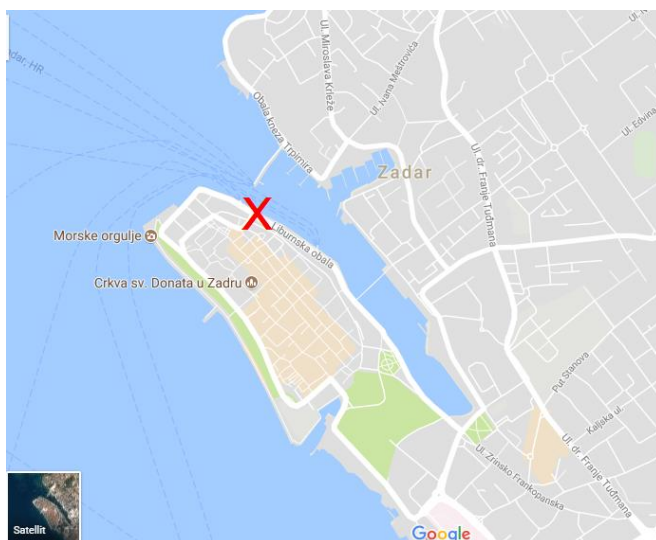 adar, HR
Ul. Miroslava Krleže
Ul. Ivana Meštrovića
Obala kneza Trpimira
Ul. Edvina
Zadar
Ul. dr. Franje Tuđmana
X
Morske orgulje
Liburnska obala
Crkva sv. Donata u Zadru
Put Stanova
Kaljska ul.
Ul. Zrinsko Frankopanska
Ul. dr. Franje Tuđmana
Satellit
Google